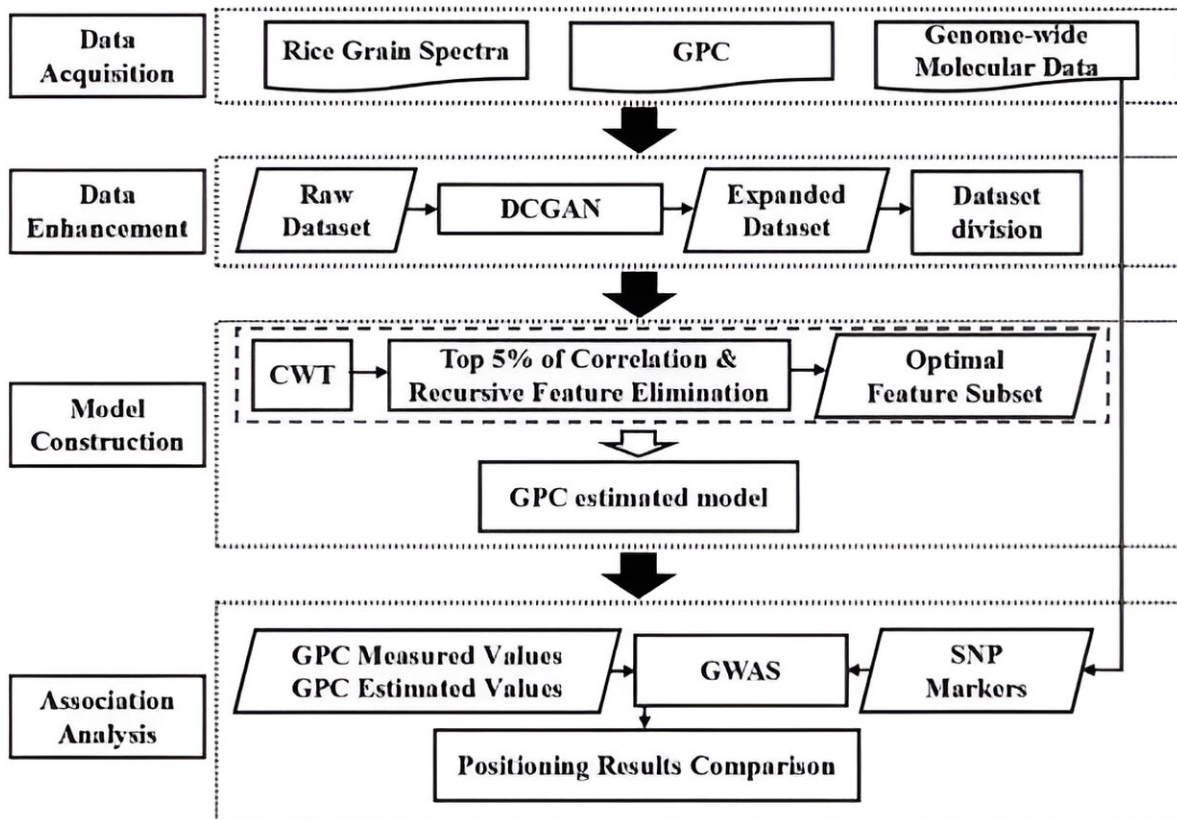 Data
Acquisition
Rice Grain Spectra
GPC
Genome-wide
Molecular Data
Data
Enhancement
Raw
Dataset
DCGAN
Expanded
Dataset
Dataset
division
Model
Construction
CWT
Top 5% of Correlation &
Recursive Feature Elimination
Optimal
Feature Subset
GPC estimated model
Association
Analysis
GPC Measured Values
GPC Estimated Values
GWAS
SNP
Markers
Positioning Results Comparison